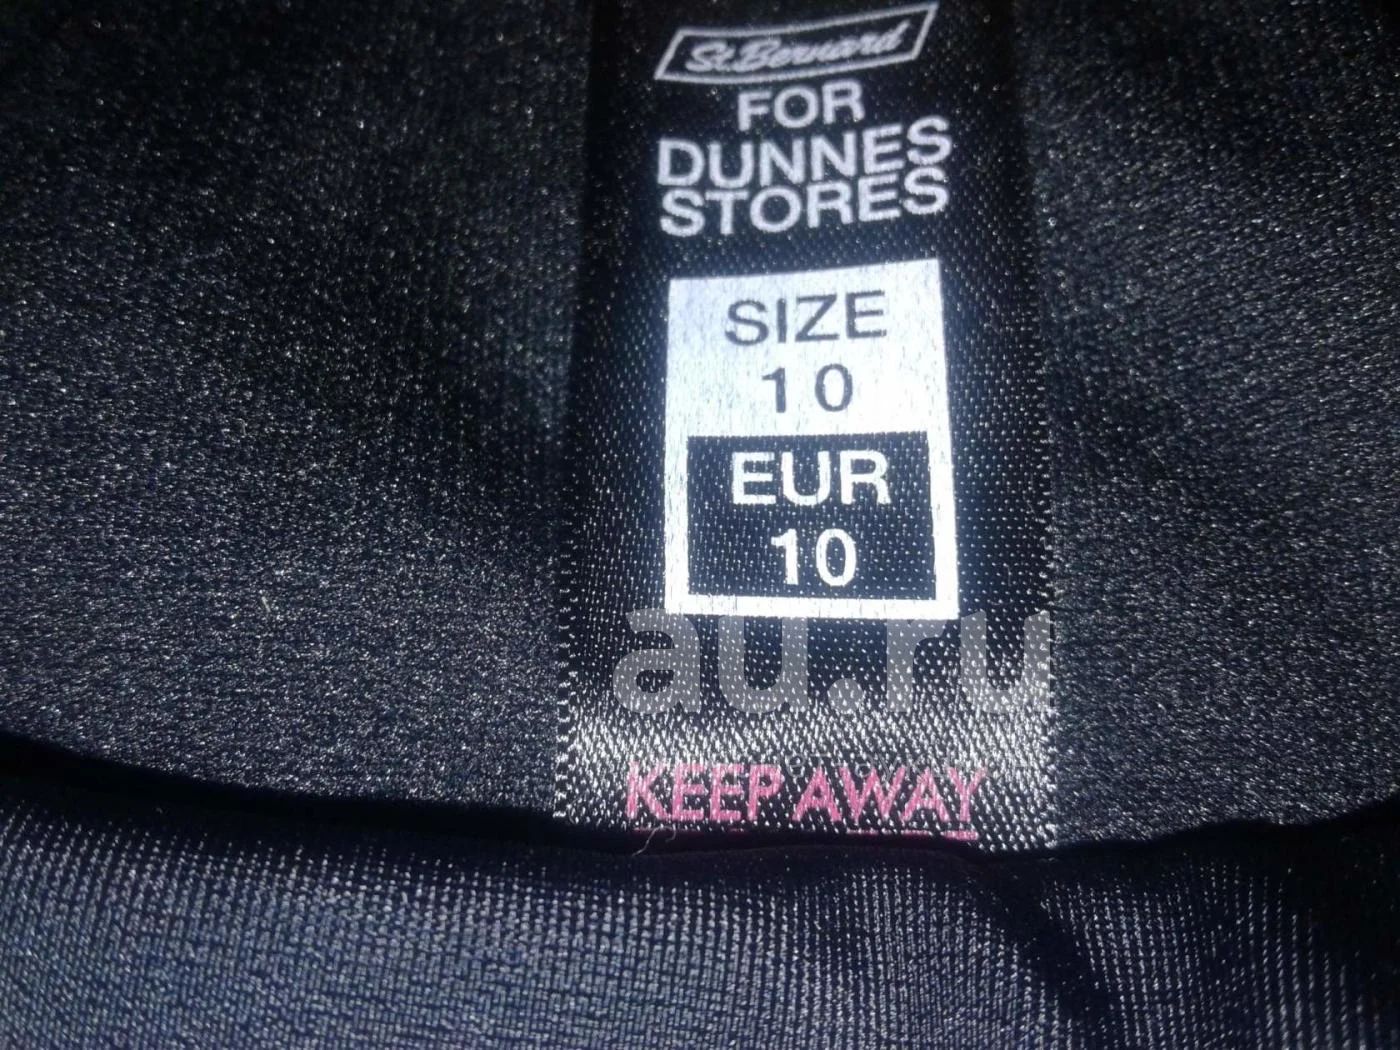 St.Bernard
FOR
DUNNES
STORES
SIZE
10
EUR
10
au.ru
KEEP AWAY